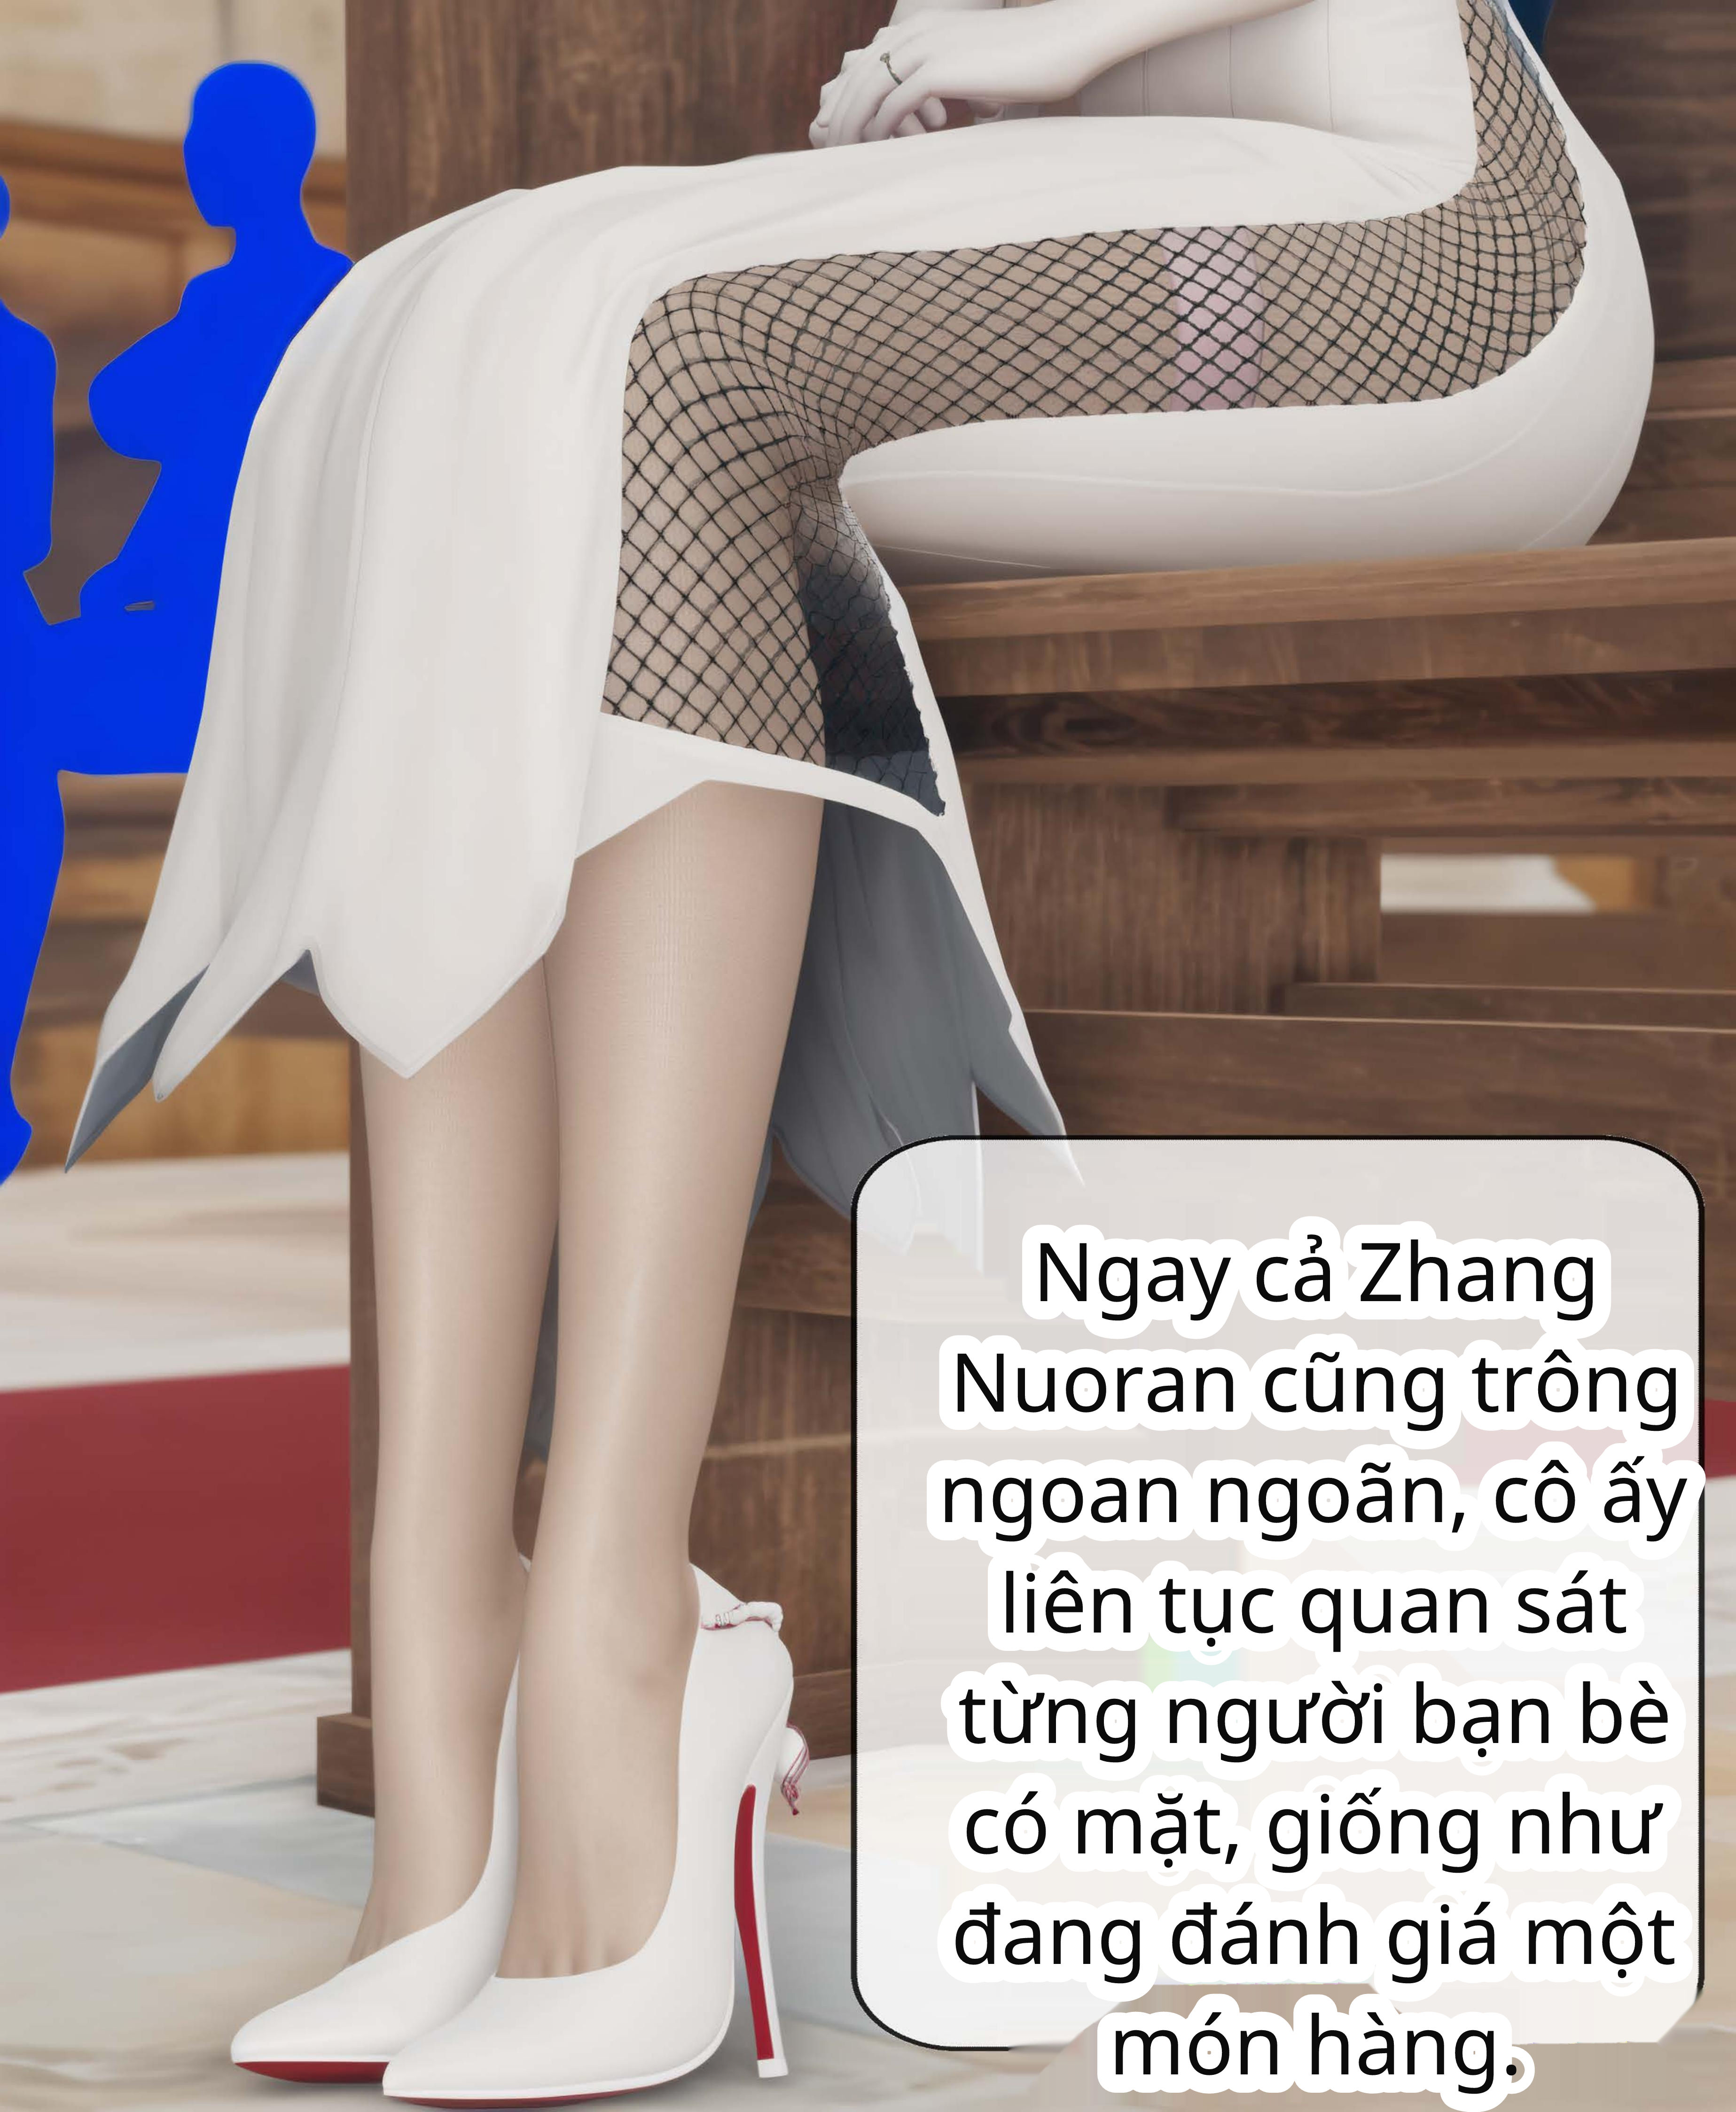 Ngay cả Zhang
Nuoran cũng trông
ngoan ngoãn, cô ấy
liên tục quan sát
từng người bạn bè
có mặt, giống như
đang đánh giá một
món hàng.